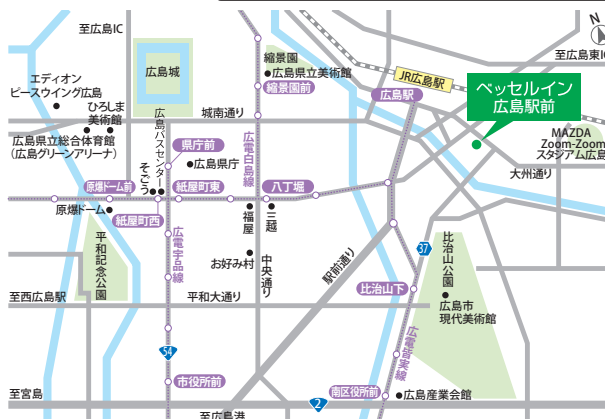 至広島IC
N
至広島東IC
縮景園
広島県立美術館
JR広島駅
広島城
エディオン
ピースウイング広島
縮景園前
広島駅
ベッセルイン
広島駅前
ひろしま
美術館
城南通り
MAZDA
Zoom-Zoom
スタジアム広島
広島県立総合体育館
(広島グリーンアリーナ)
広島バスセンター
そごう
県庁前
広島県庁
広電白島線
大州通り
原爆ドーム前
紙屋町東
八丁堀
原爆ドーム
紙屋町西
福屋
三越
平和記念公園
広電宇品線
お好み村
中央通り
駅前通り
37
比治山公園
比治山下
至西広島駅
平和大通り
広島市
現代美術館
54
広電皆実線
市役所前
南区役所前
広島産業会館
至宮島
2
至広島港